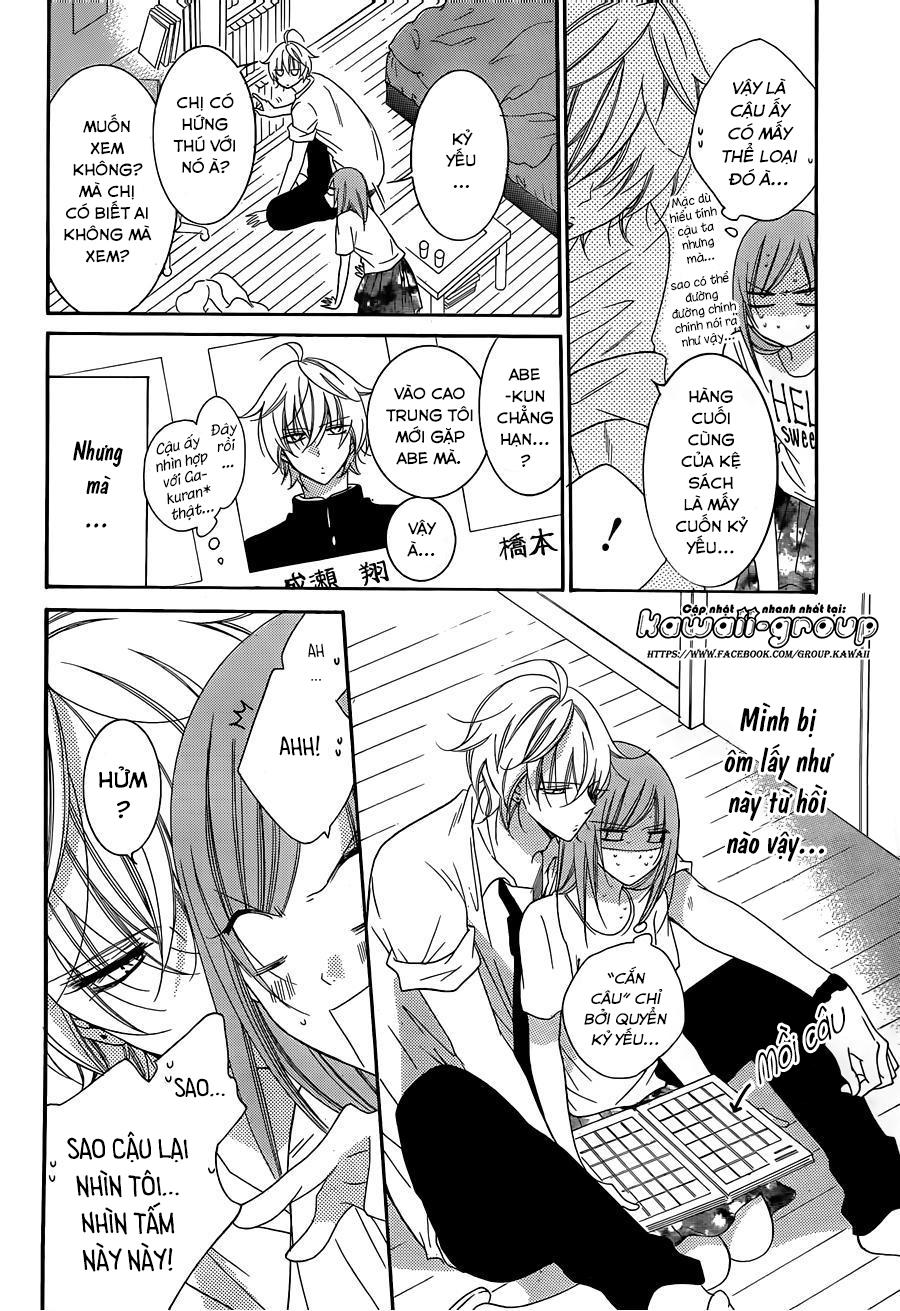 VẬY LÀ
CẬU ẤY
CÓ MẤY
THỂ LOẠI
ĐÓ À...
Mặc dù
hiểu tính
cậu ta
nhưng
mà...
sao có thể
đường
đường chính
chính nói ra
như vậy...
HÀNG
CUỐI
CÙNG
CỦA KỆ
SÁCH
LÀ MẤY
CUỐN KỶ
YẾU...
!
HEL
Swee
KỶ
YẾU
...
CHỊ CÓ
HỨNG
THÚ VỚI
NÓ À?
MUỐN
XEM
KHÔNG?
MÀ CHỊ
CÓ BIẾT AI
KHÔNG MÀ
XEM?
ABE
-KUN
CHẲNG
HẠN...
?
VÀO CAO
TRUNG TÔI
MỚI GẶP
ABE MÀ.
VẬY
À...
橋本
成瀬 翔
Đây
rồi
...
Cậu ấy
nhìn hợp
với Ga-
kuran*
thật...
Nhưng
mà
...
Cập nhật nhanh nhất tại:
kawaii-group
HTTPS://WWW.FACEBOOK.COM/GROUP.KAWAII
Mình bị
ôm lấy như
này từ hồi
nào vậy...
"CẮN
CÂU" CHỈ
BỞI QUYỂN
KỶ YẾU...
MỒI CÂU
AH
...
AHH!
HỬM
?
SAO...
SAO CẬU LẠI
NHÌN TÔI...
NHÌN TẤM
NÀY NÀY!